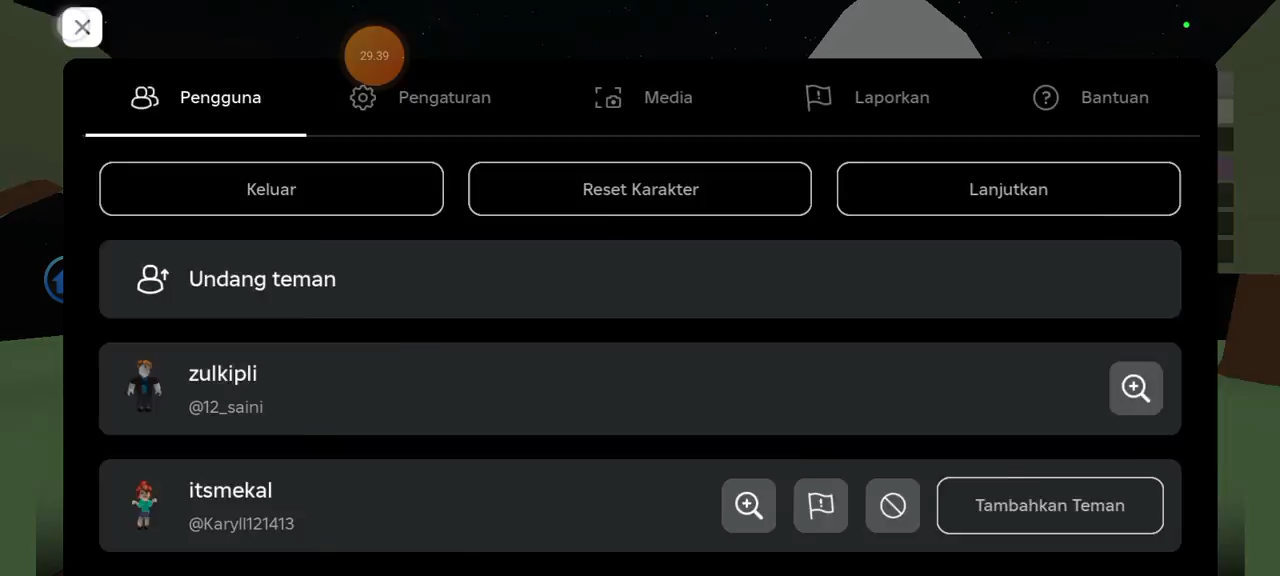 29.39
Pengguna
Pengaturan
Media
Laporkan
Bantuan
Keluar
Reset Karakter
Lanjutkan
Undang teman
zulkipli
@12_saini
itsmekal
@Karyll121413
Tambahkan Teman